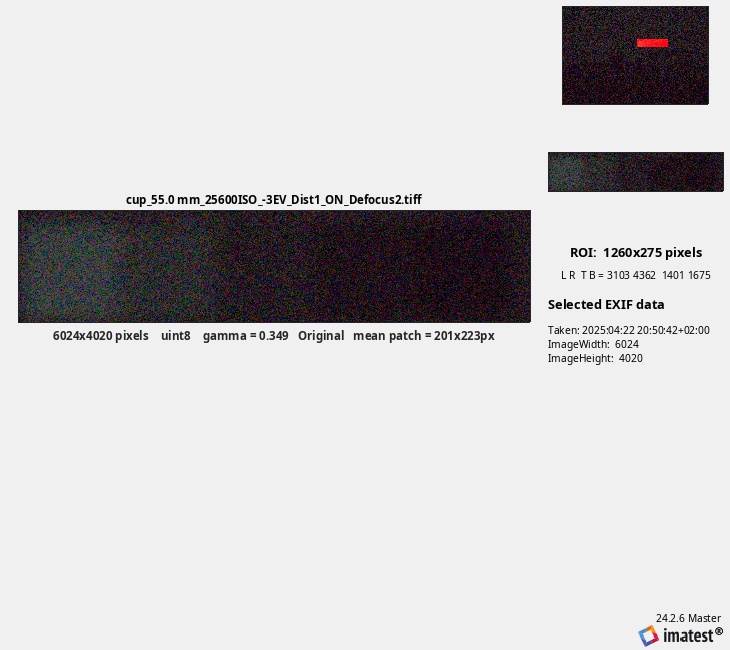 cup_55.0 mm_25600ISO_-3EV_Dist1_ON_Defocus2.tiff
6024x4020 pixels    uint8    gamma = 0.349   Original   mean patch = 201x223px
ROI:  1260x275 pixels
L R  T B = 3103 4362  1401 1675
Selected EXIF data
Taken: 2025:04:22 20:50:42+02:00
ImageWidth:  6024
ImageHeight:  4020
24.2.6 Master
imatest®